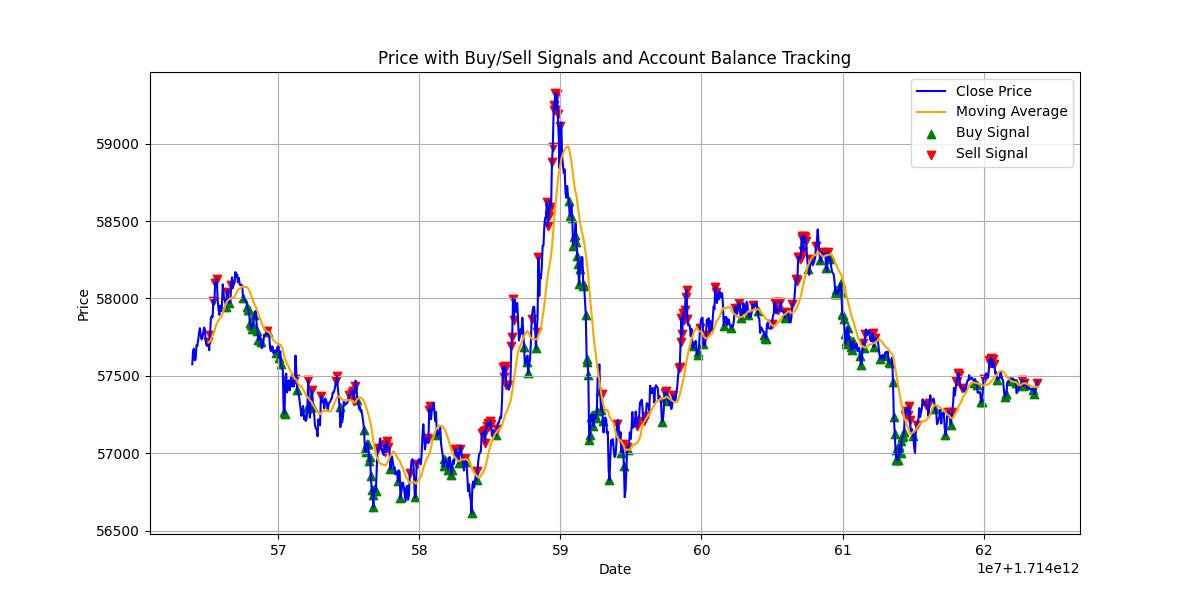 Price with Buy/Sell Signals and Account Balance Tracking
Close Price
Moving Average
Buy Signal
Sell Signal
59000
58500
58000
57500
57000
56500
Price
57 58 59 60 61 62
Date
1e7+1.714e12